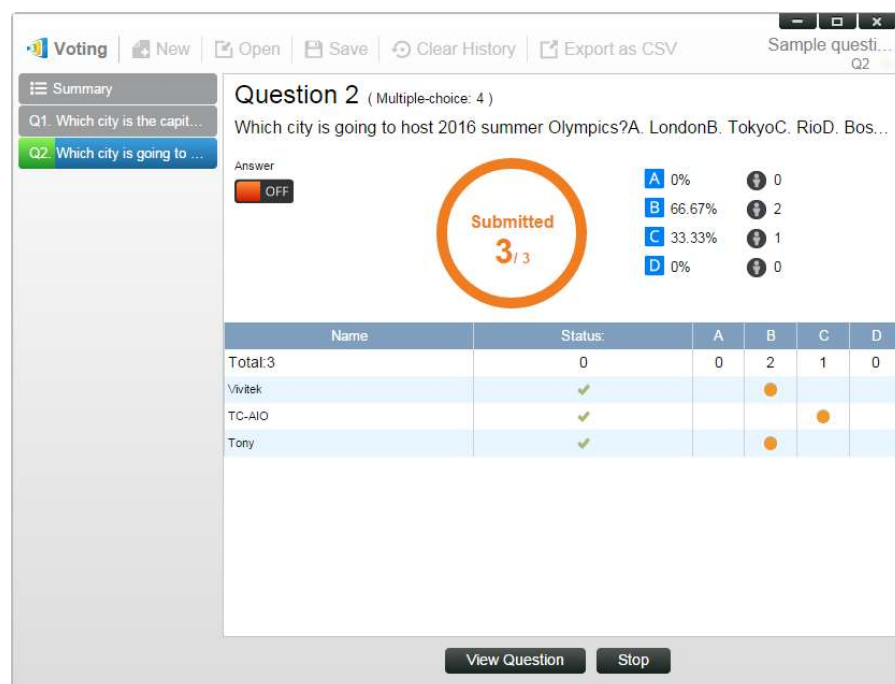 Voting New Open Save Clear History Export as CSV Sample questi...
Q2
Summary
Q1. Which city is the capit...
Q2. Which city is going to ...
Question 2 ( Multiple-choice: 4 )
Which city is going to host 2016 summer Olympics?A. LondonB. TokyoC. RioD. Bos...
Answer
OFF
Submitted
3/ 3
A 0% 0
B 66.67% 2
C 33.33% 1
D 0% 0
Name Status: A B C D
Total:3 0 0 2 1 0
Vivitek
TC-AIO
Tony
View Question Stop